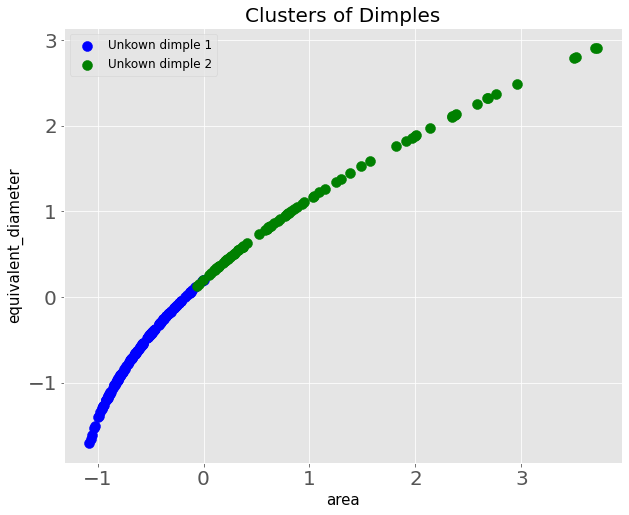 Clusters of Dimples
Unkown dimple 1
Unkown dimple 2
equivalent_diameter
3
2
1
0
−1
−1 0 1 2 3
area